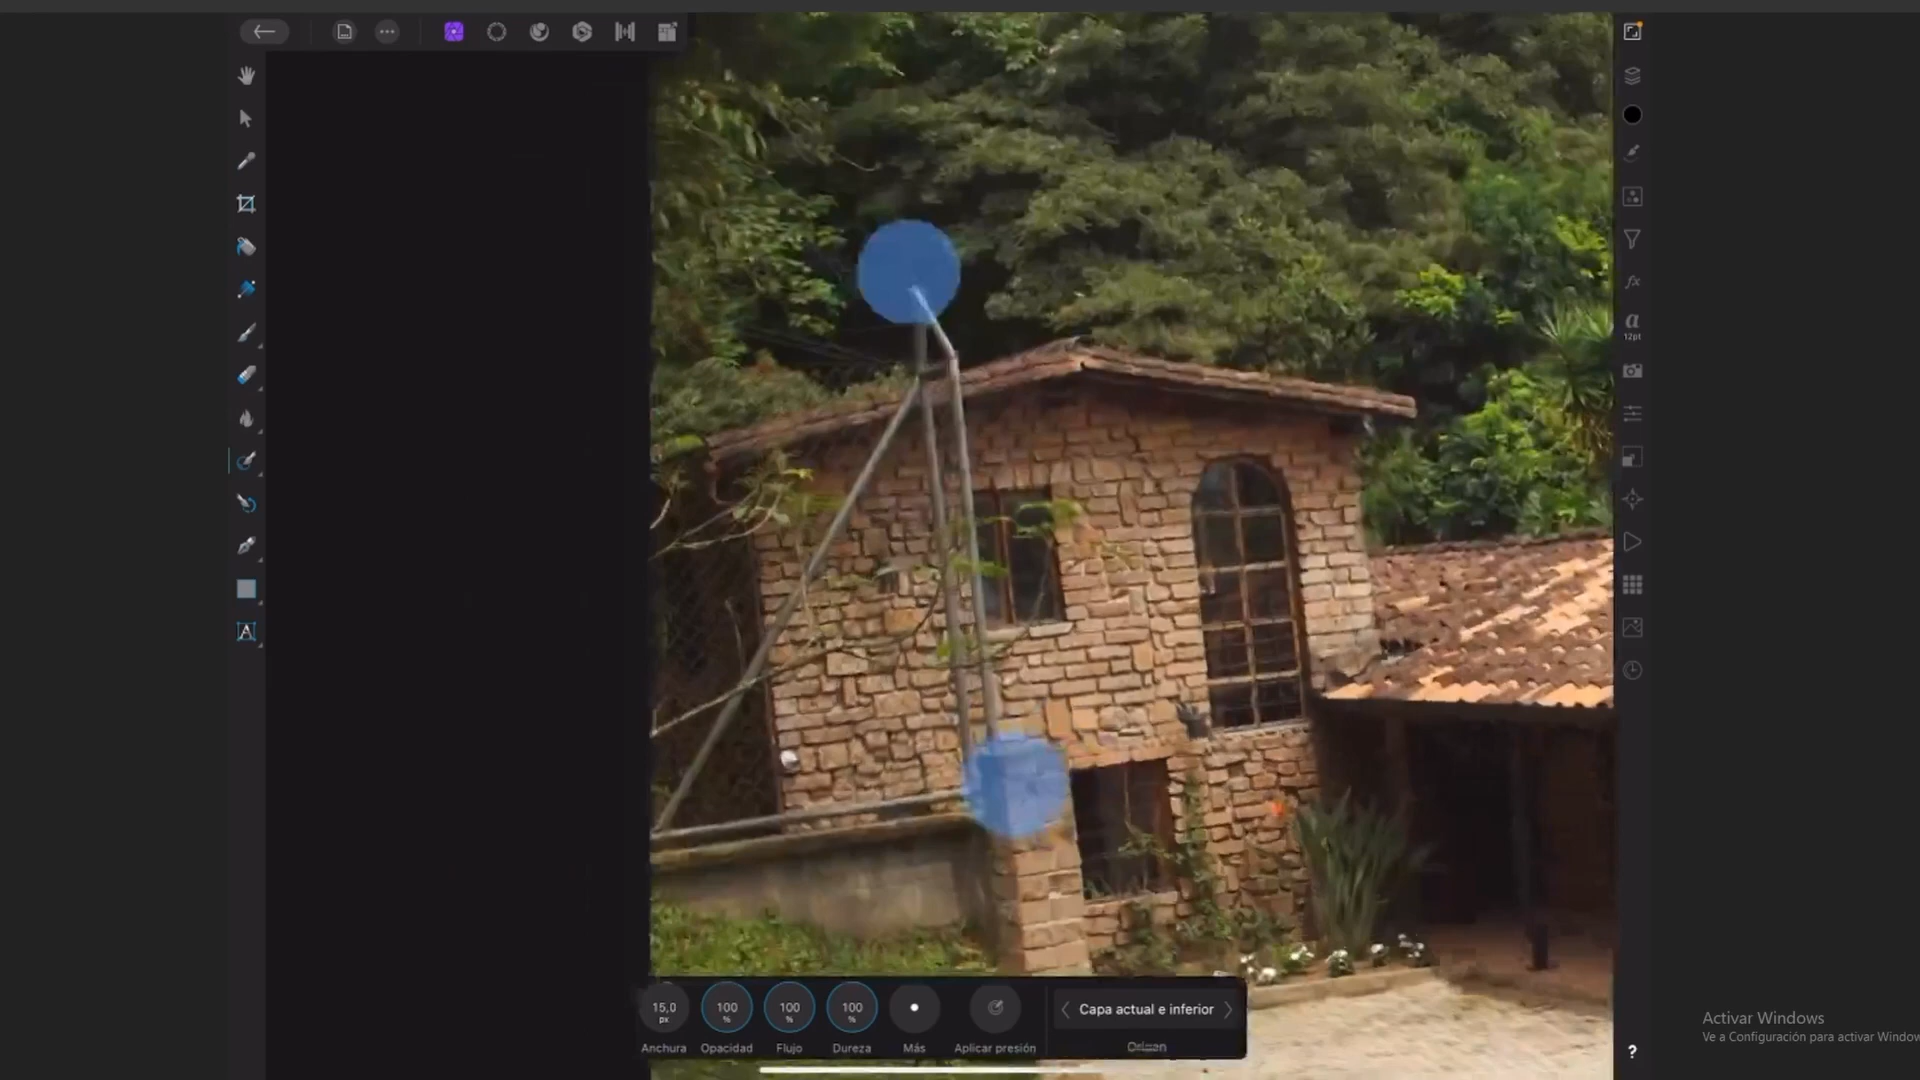 12pt
15,0
px
100
%
100
%
100
%
Capa actual e inferior
Anchura
Opacidad
Flujo
Dureza
Más
Aplicar presión
Origen
Activar Windows
Ve a Configuración para activar Window
?